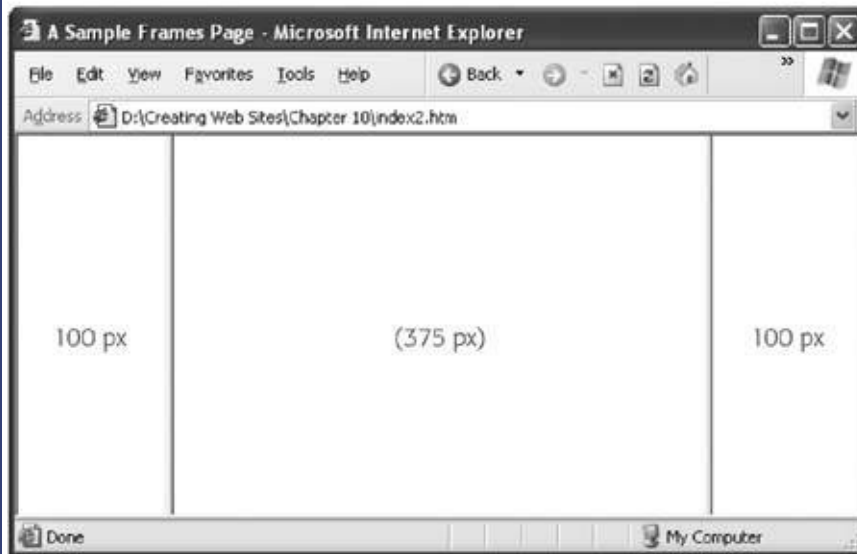 A Sample Frames Page - Microsoft Internet Explorer
File Edit View Favorites Tools Help Back »
Address D:\Creating Web Sites\Chapter 10\index2.htm
100 px (375 px) 100 px
Done My Computer